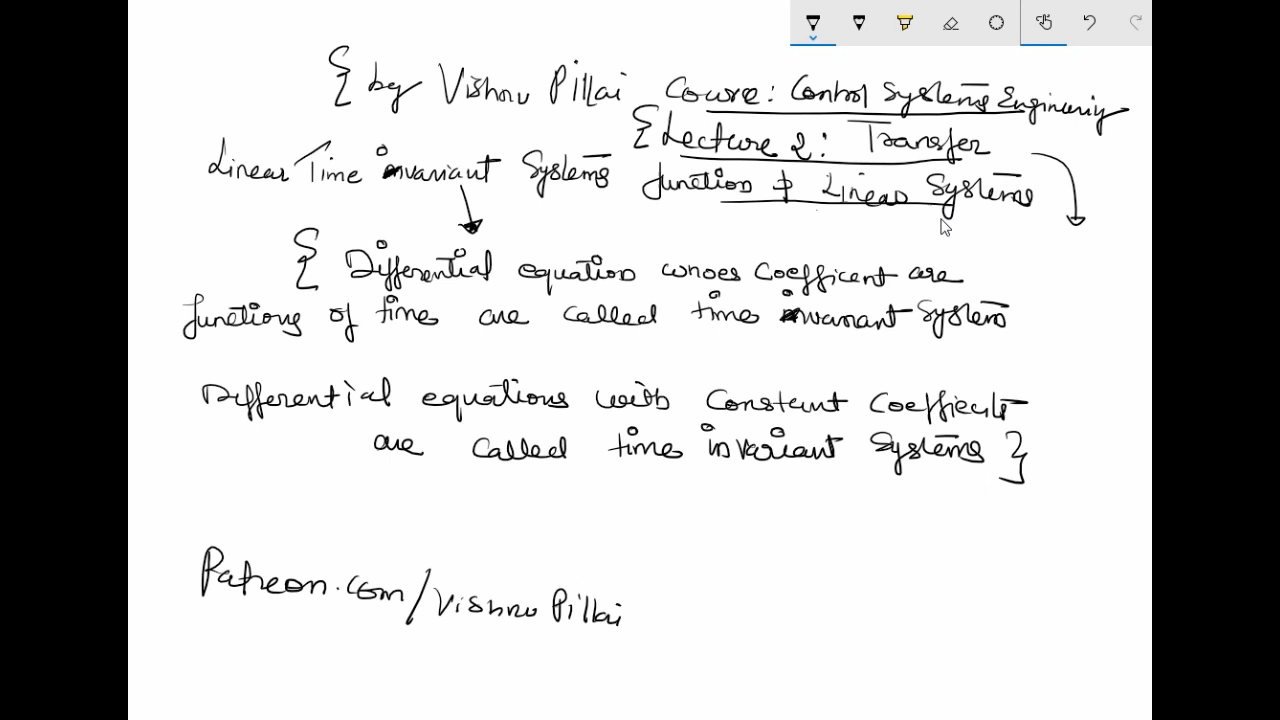 { by Vishnu Pillai Course: Control Systems Engineering
{ Lecture 2: Transfer
function & Linear Systems
Linear Time invariant Systems
{ Differential equation whoes Coefficent are
functions of time are called time invariant System
Differential equations with Constant Coefficients
are called time invariant Systems }
Patreon.com/Vishnu Pillai